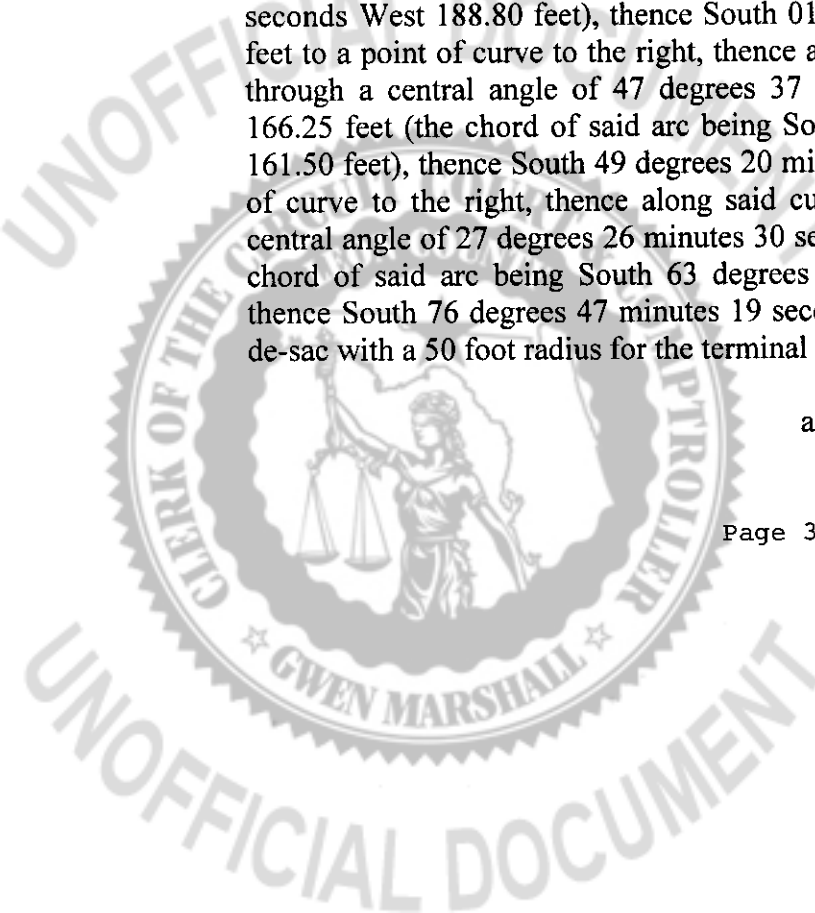 seconds West 188.80 feet), thence South 01
feet to a point of curve to the right, thence a
through a central angle of 47 degrees 37
166.25 feet (the chord of said arc being So
161.50 feet), thence South 49 degrees 20 mi
of curve to the right, thence along said cu
central angle of 27 degrees 26 minutes 30 se
chord of said arc being South 63 degrees
thence South 76 degrees 47 minutes 19 sec
de-sac with a 50 foot radius for the terminal
a
Page 3
UNOFFICIAL DOCUMENT
CLERK OF THE
COMPTROLLER
GWEN MARSHALL
UNOFFICIAL DOCUMENT